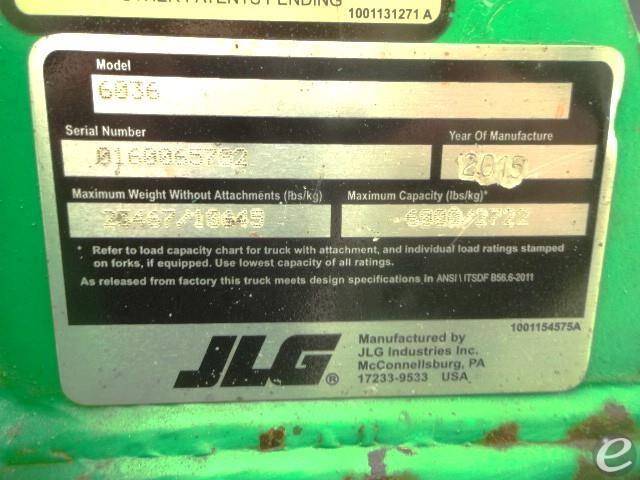 OTHER PATENTS PENDING
1001131271 A
Model
6036
Serial Number
Year Of Manufacture
2015
Maximum Weight Without Attachments (lbs/kg)
Maximum Capacity (lbs/kg)*
6000/2722
* Refer to load capacity chart for truck with attachment, and individual load ratings stamped
on forks, if equipped. Use lowest capacity of all ratings.
As released from factory this truck meets design specifications in ANSI \ ITSDF B56.6-2011
1001154575A
JLG®
Manufactured by
JLG Industries Inc.
McConnellsburg, PA
17233-9533 USA
e